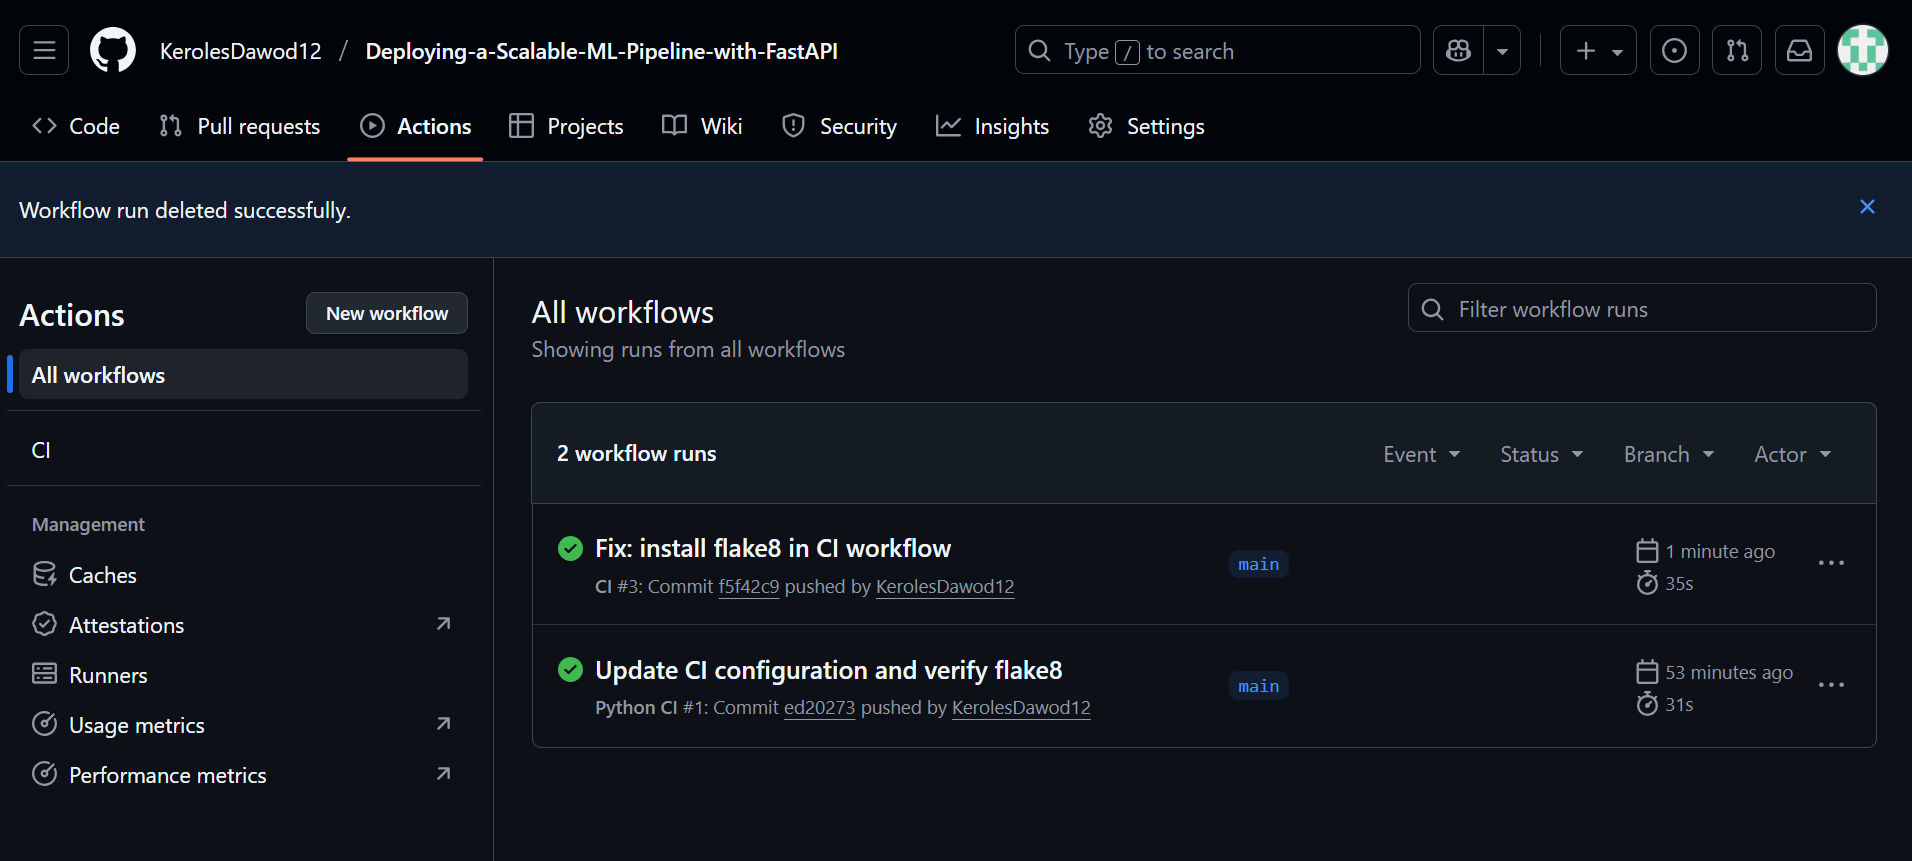 KerolesDawod12 / Deploying-a-Scalable-ML-Pipeline-with-FastAPI
Type / to search
Code Pull requests Actions Projects Wiki Security Insights Settings
Workflow run deleted successfully.
Actions
New workflow
All workflows
CI
Management
Caches
Attestations
Runners
Usage metrics
Performance metrics
All workflows
Showing runs from all workflows
Filter workflow runs
2 workflow runs
Event Status Branch Actor
Fix: install flake8 in CI workflow
CI #3: Commit f5f42c9 pushed by KerolesDawod12
main
1 minute ago
35s
Update CI configuration and verify flake8
Python CI #1: Commit ed20273 pushed by KerolesDawod12
main
53 minutes ago
31s